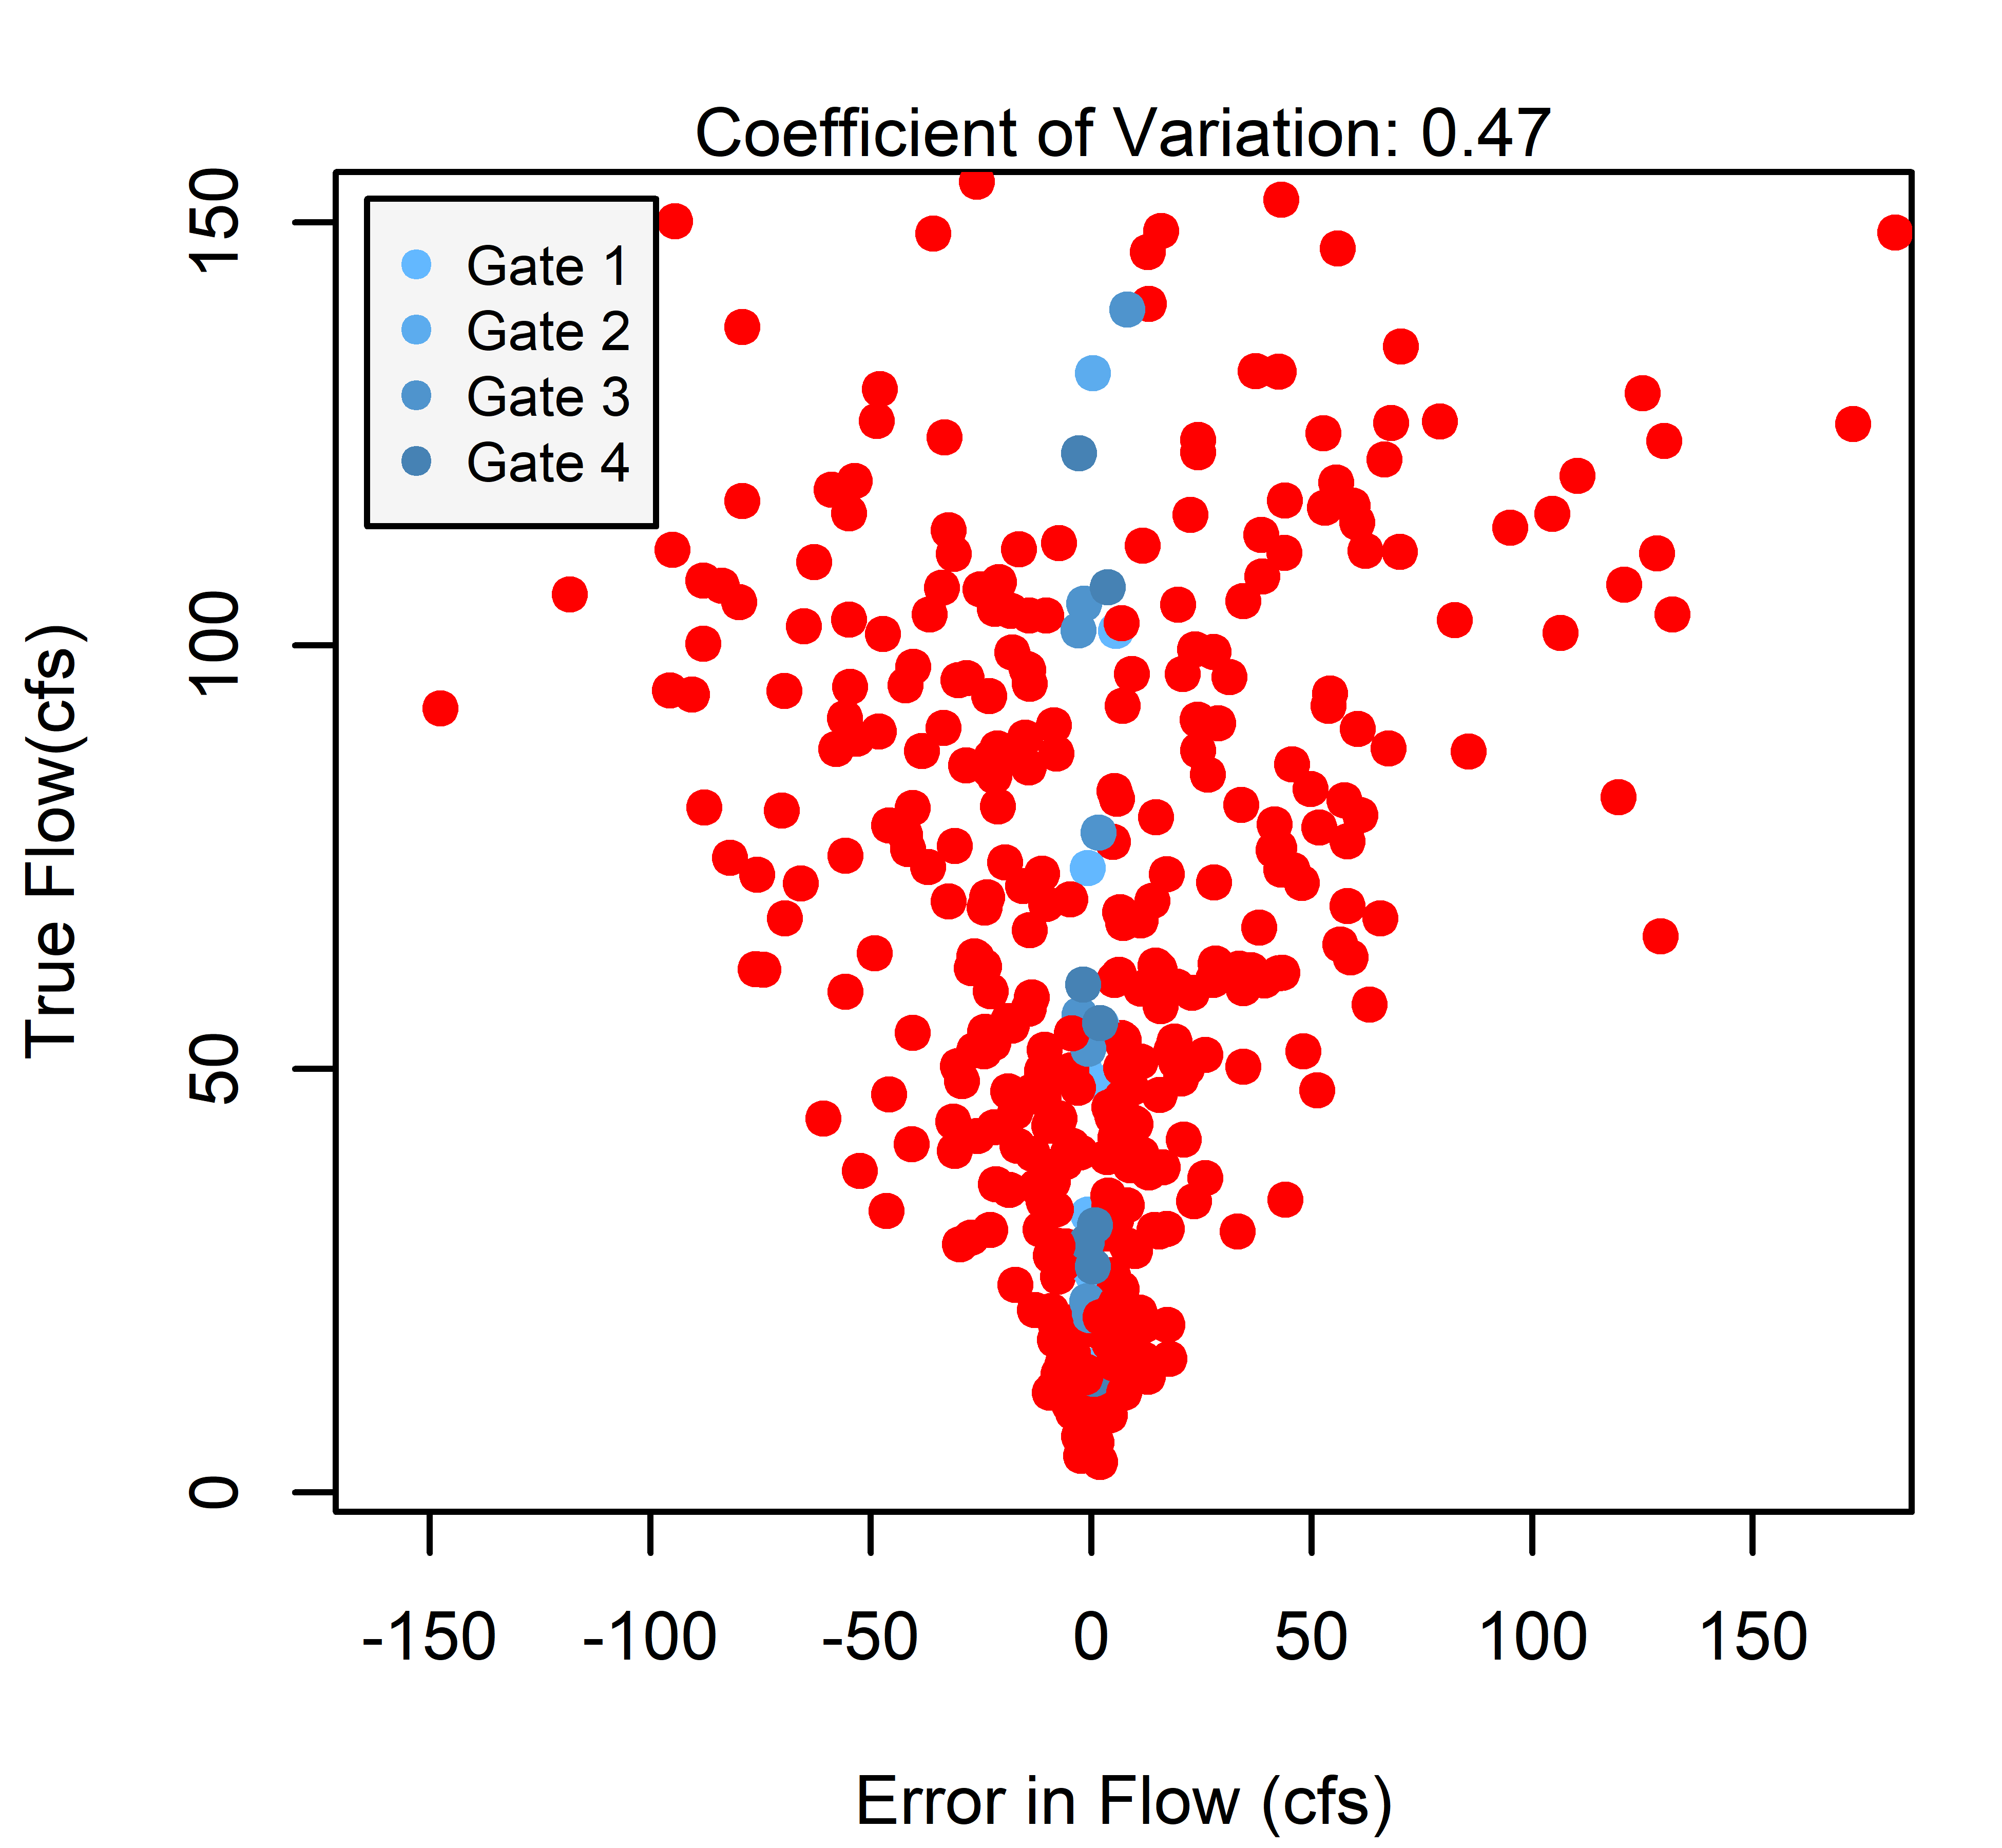 Coefficient of Variation: 0.47
150
100
50
0
True Flow(cfs)
Gate 1
Gate 2
Gate 3
Gate 4
-150 -100 -50 0 50 100 150
Error in Flow (cfs)